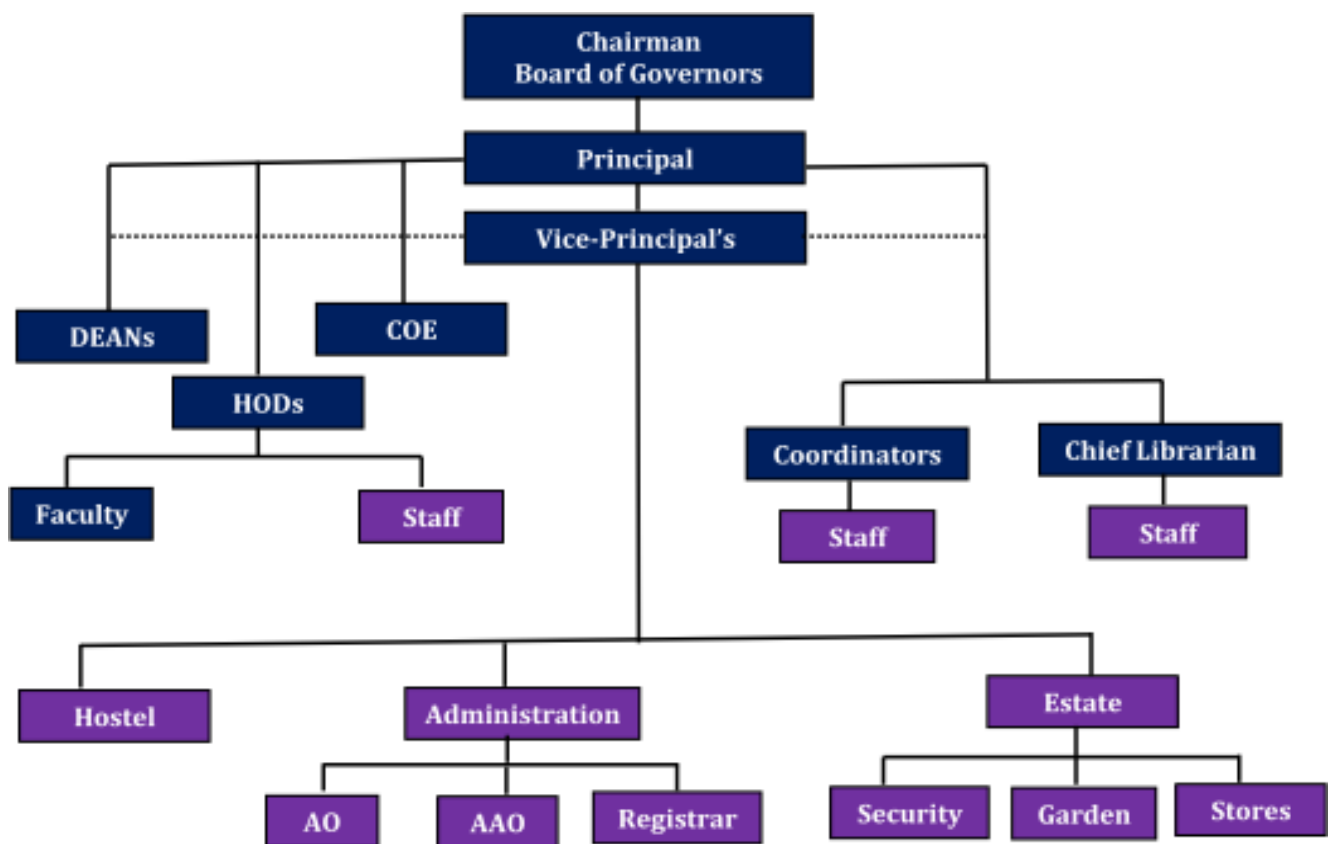 Chairman
Board of Governors
Principal
Vice-Principal's
DEANs
COE
HODs
Coordinators
Chief Librarian
Faculty
Staff
Staff
Staff
Hostel
Administration
Estate
AO
AAO
Registrar
Security
Garden
Stores